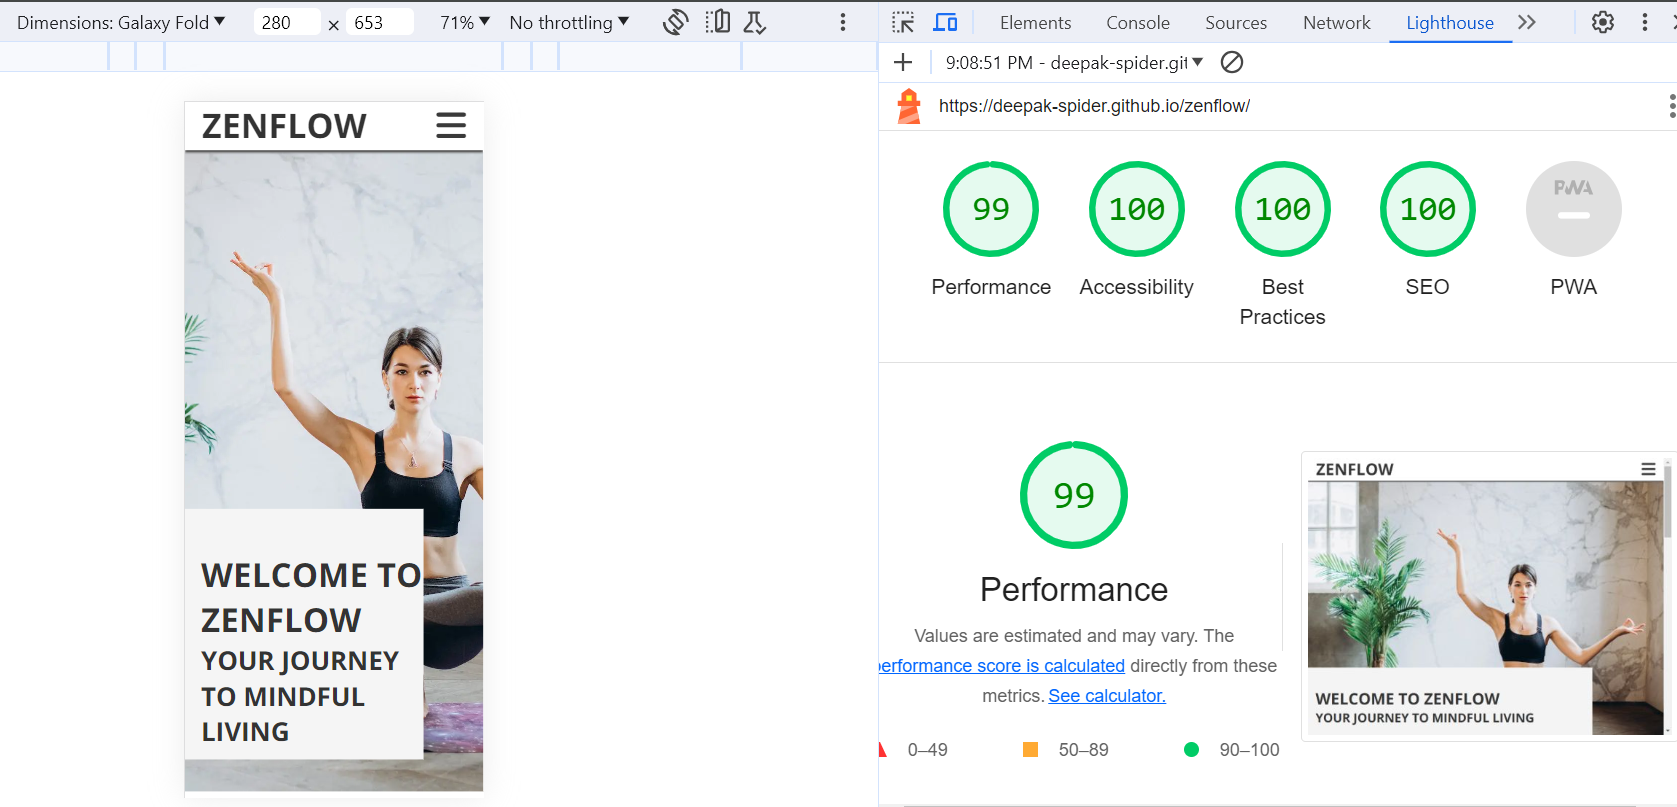 Dimensions: Galaxy Fold 280 × 653 71% No throttling
ZENFLOW
WELCOME TO
ZENFLOW
YOUR JOURNEY
TO MINDFUL
LIVING
Elements Console Sources Network Lighthouse
9:08:51 PM - deepak-spider.git
https://deepak-spider.github.io/zenflow/
99 100 100 100 PWA
Performance Accessibility Best Practices SEO PWA
99
Performance
Values are estimated and may vary. The
performance score is calculated directly from these
metrics. See calculator.
0–49 50–89 90–100
ZENFLOW
WELCOME TO ZENFLOW
YOUR JOURNEY TO MINDFUL LIVING